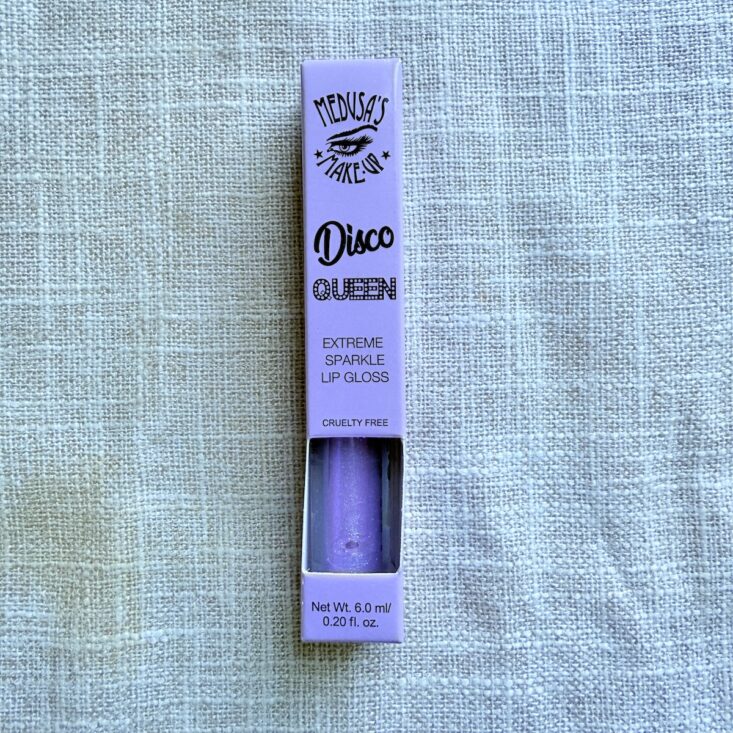 MEDUSA'S
MAKE-UP
Disco
QUEEN
EXTREME
SPARKLE
LIP GLOSS
CRUELTY FREE
Net Wt. 6.0 ml/
0.20 fl. oz.